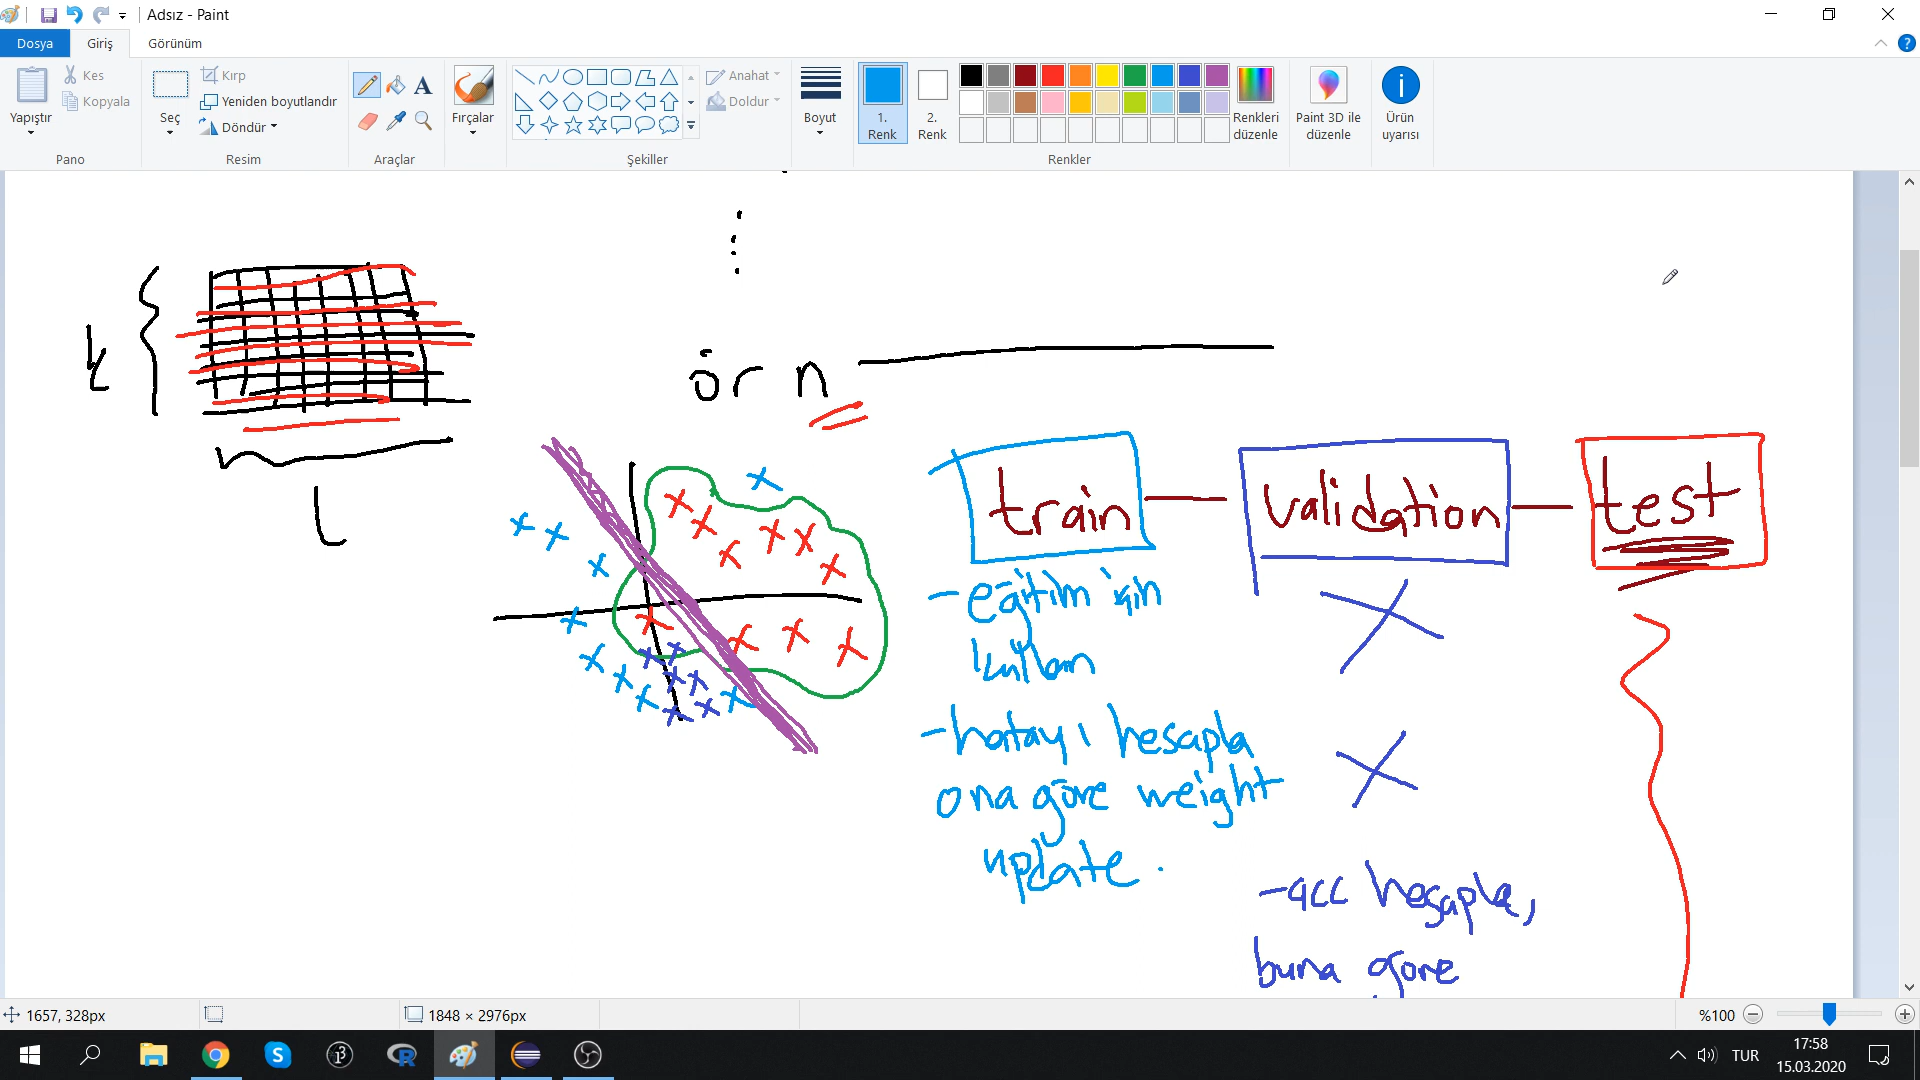 Adsız - Paint
Dosya
Giriş
Görünüm
Yapıştır
Kes
Kopyala
Pano
Seç
Kırp
Yeniden boyutlandır
Döndür
Resim
Araçlar
Fırçalar
Şekiller
Anahat
Doldur
Boyut
1.
Renk
2.
Renk
Renkler
Renkleri
düzenle
Paint 3D ile
düzenle
Ürün
uyarısı
k
L
örn
train
validation
test
-eğitim için
kullan
-hatayı hesapla
ona göre weight
update.
-acc hesapla,
buna göre
1657, 328px
1848 × 2976px
%100
TUR
17:58
15.03.2020